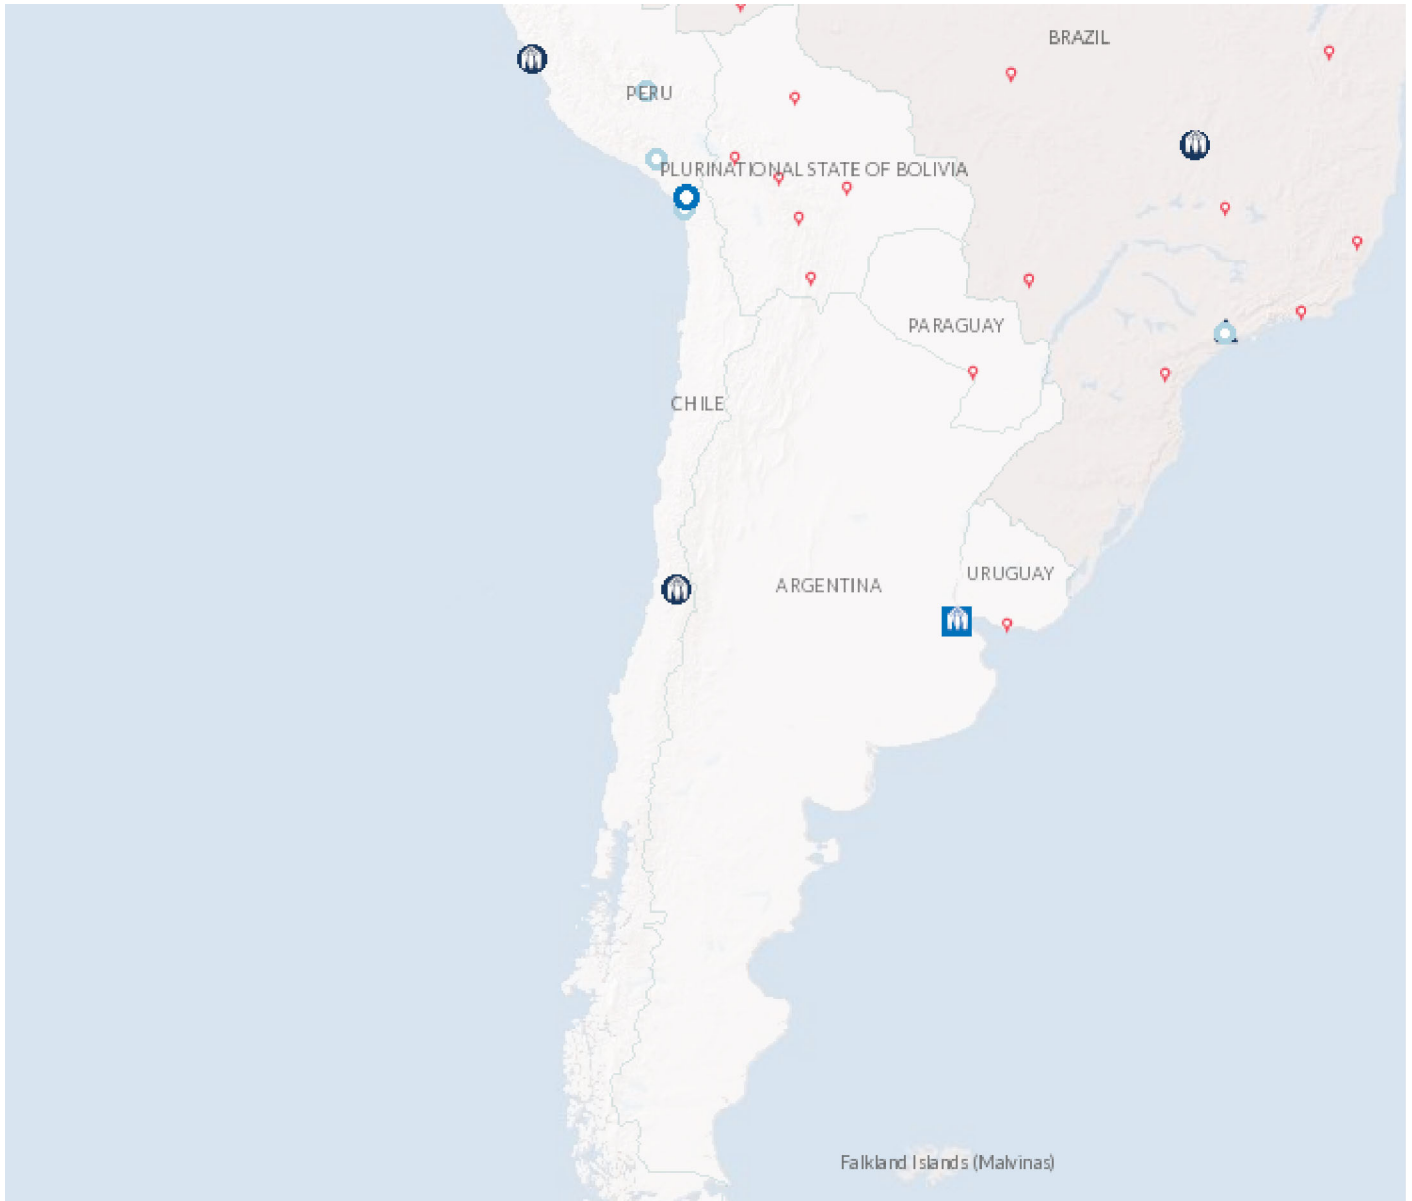 BRAZIL
PERU
PLURINATIONAL STATE OF BOLIVIA
PARAGUAY
CHILE
URUGUAY
ARGENTINA
Falkland Islands (Malvinas)